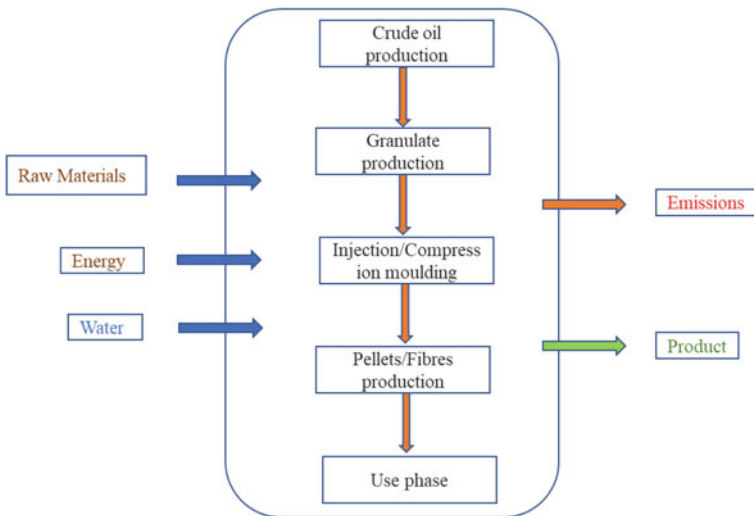 Crude oil
production
Granulate
production
Raw Materials
Emissions
Injection/Compress
ion moulding
Energy
Water
Product
Pellets/Fibres
production
Use phase